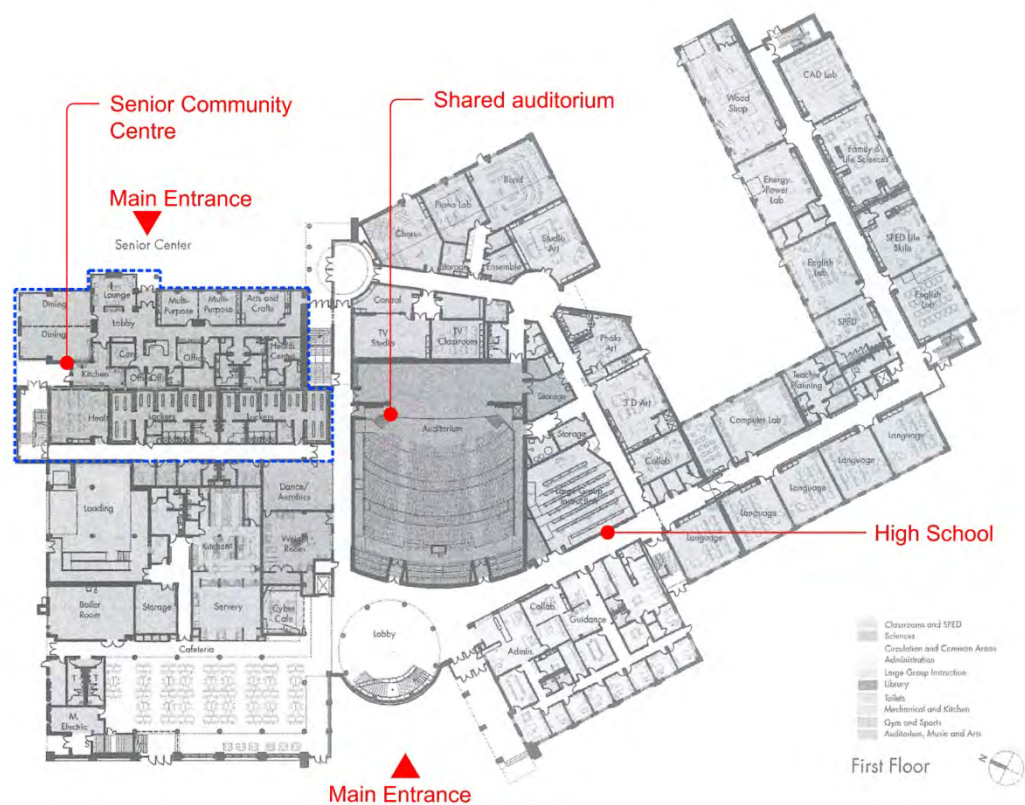 Senior Community
Centre
Shared auditorium
Main Entrance
Senior Center
Wood
Shop
CAD Lab
Family &
Life Sciences
Energy
Power
Lab
SPED Life
Skills
English
Lab
English
Lab
SPED
Teacher
Planning
Band
Piano Lab
Chorus
Studio
Art
Storage
Ensemble
Control
TV
Studio
TV
Classroom
Photo
Art
3 D Art
Storage
Storage
Collab
Computer Lab
Language
Language
Language
Language
Language
Large Group
Instruction
High School
Auditorium
Dining
Dining
Lounge
Lobby
Multi-
Purpose
Multi-
Purpose
Arts and
Crafts
Health
Center
Office
Kitchen
Lockers
Lockers
Loading
Dance/
Aerobics
Weight
Room
Kitchen
Boiler
Room
Storage
Servery
Cyber
Cafe
Cafeteria
M.
Electric
Lobby
Collab.
Guidance
Admin.
Main Entrance
Classrooms and SPED
Sciences
Circulation and Common Areas
Administration
Large Group Instruction
Library
Toilets
Mechanical and Kitchen
Gym and Sports
Auditorium, Music and Arts
First Floor
N